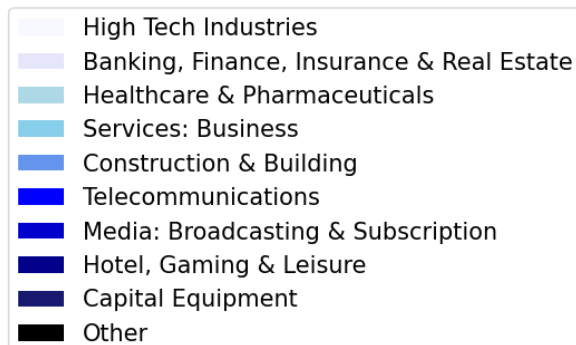 High Tech Industries
Banking, Finance, Insurance & Real Estate
Healthcare & Pharmaceuticals
Services: Business
Construction & Building
Telecommunications
Media: Broadcasting & Subscription
Hotel, Gaming & Leisure
Capital Equipment
Other